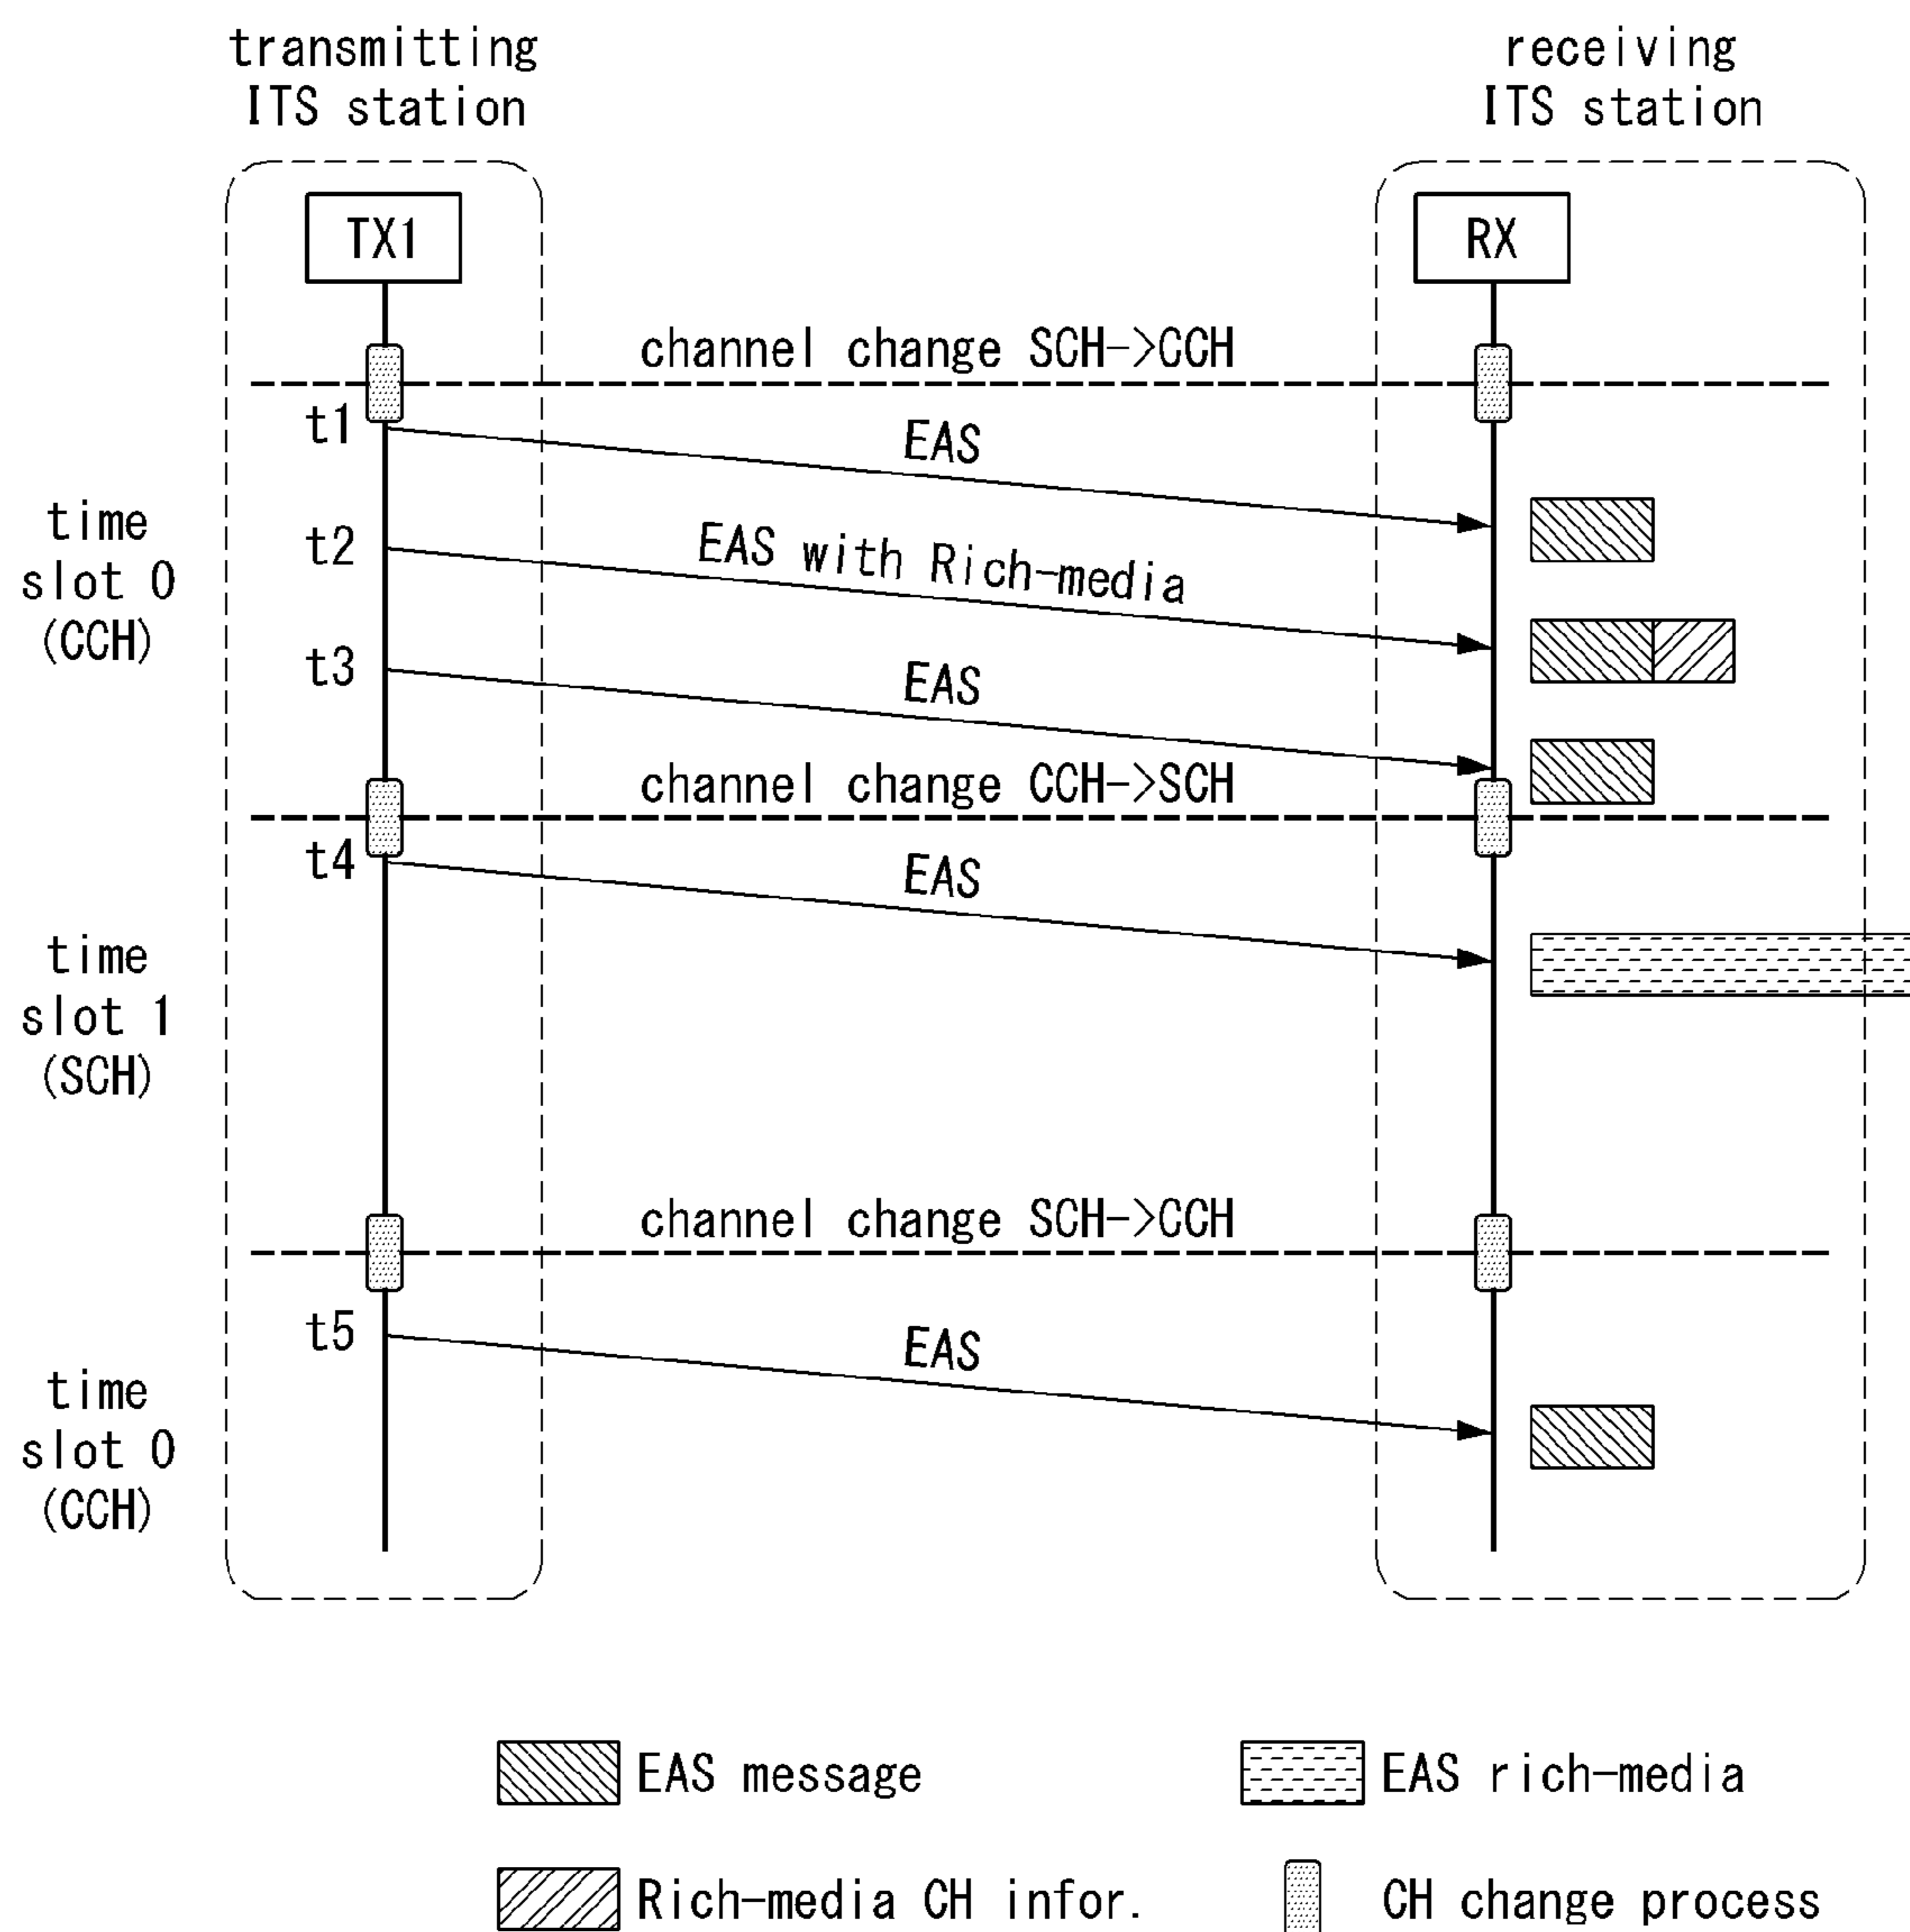 transmitting
ITS station
receiving
ITS station
TX1
RX
channel change SCH->CCH
t1
EAS
time
slot 0
(CCH)
t2
EAS with Rich-media
t3
EAS
channel change CCH->SCH
t4
EAS
time
slot 1
(SCH)
channel change SCH->CCH
t5
EAS
time
slot 0
(CCH)
EAS message
EAS rich-media
Rich-media CH infor.
CH change process